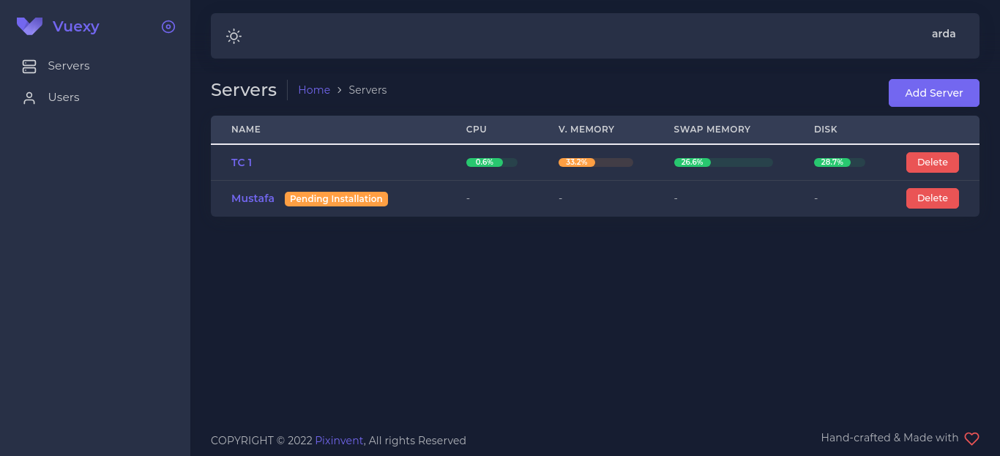 Vuexy
arda
Servers
Users
Servers Home > Servers
Add Server
NAME CPU V. MEMORY SWAP MEMORY DISK
TC 1 0.6% 33.2% 26.6% 28.7% Delete
Mustafa Pending Installation - - - - Delete
COPYRIGHT © 2022 Pixinvent, All rights Reserved
Hand-crafted & Made with